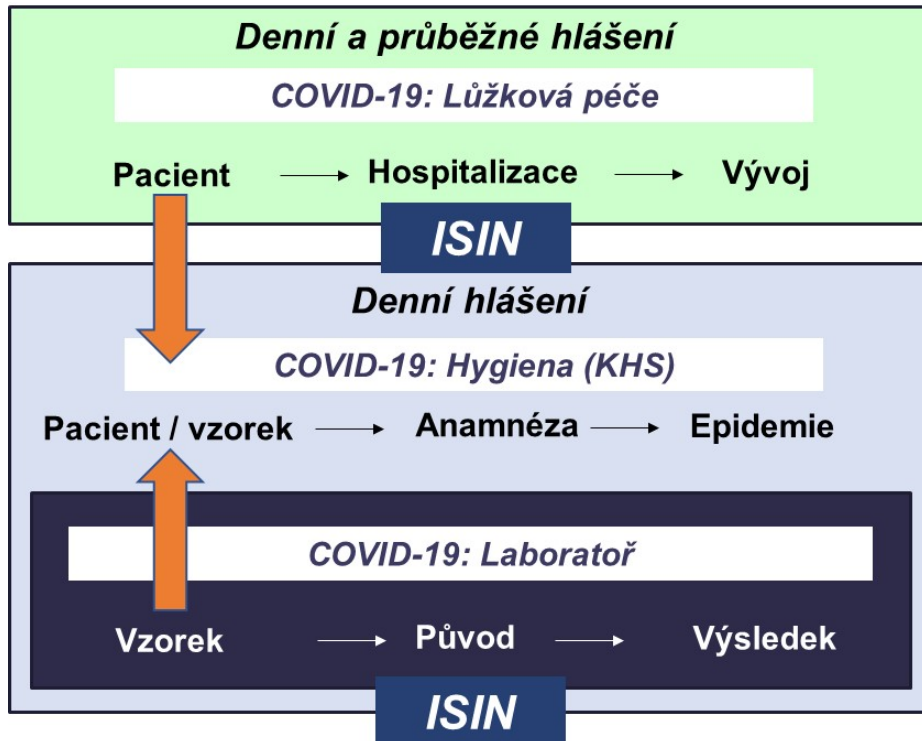 Denní a průběžné hlášení
COVID-19: Lůžková péče
Pacient Hospitalizace Vývoj
ISIN
Denní hlášení
COVID-19: Hygiena (KHS)
Pacient / vzorek Anamnéza Epidemie
COVID-19: Laboratoř
Vzorek Původ Výsledek
ISIN